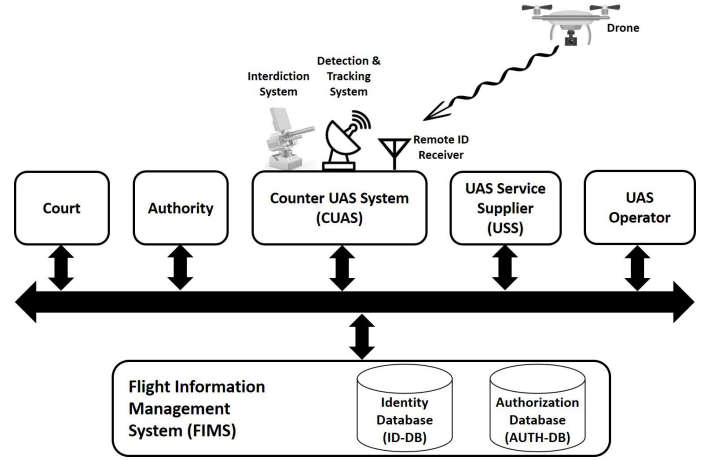 Drone
Detection &
Tracking
System
Interdiction
System
Remote ID
Receiver
Court
Authority
Counter UAS System
(CUAS)
UAS Service
Supplier
(USS)
UAS
Operator
Flight Information
Management
System (FIMS)
Identity
Database
(ID-DB)
Authorization
Database
(AUTH-DB)